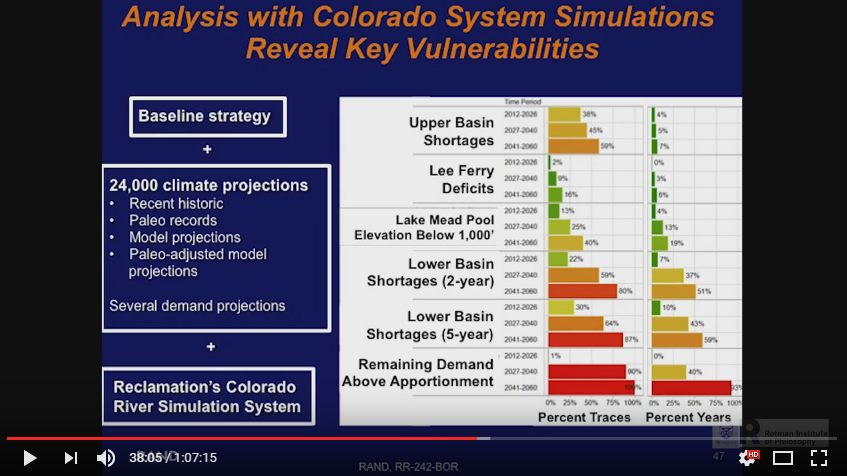 Analysis with Colorado System Simulations
Reveal Key Vulnerabilities
Baseline strategy
+
24,000 climate projections
• Recent historic
• Paleo records
• Model projections
• Paleo-adjusted model
projections
Several demand projections
+
Reclamation's Colorado
River Simulation System
Time Period
Upper Basin
Shortages
2012-2026 38% 4%
2027-2040 45% 5%
2041-2060 59% 7%
Lee Ferry
Deficits
2012-2026 2% 0%
2027-2040 9% 3%
2041-2060 16% 6%
Lake Mead Pool
Elevation Below 1,000'
2012-2026 13% 4%
2027-2040 25% 13%
2041-2060 40% 19%
Lower Basin
Shortages (2-year)
2012-2026 22% 7%
2027-2040 59% 37%
2041-2060 80% 51%
Lower Basin
Shortages (5-year)
2012-2026 30% 10%
2027-2040 64% 43%
2041-2060 87% 59%
Remaining Demand
Above Apportionment
2012-2026 1% 0%
2027-2040 90% 40%
2041-2060 93%
0% 25% 50% 75% 100% 0% 25% 50% 75% 100%
Percent Traces Percent Years
Rotman Institute
of Philosophy
38:05 / 1:07:15
HD
RAND
RAND, RR-242-BOR
47